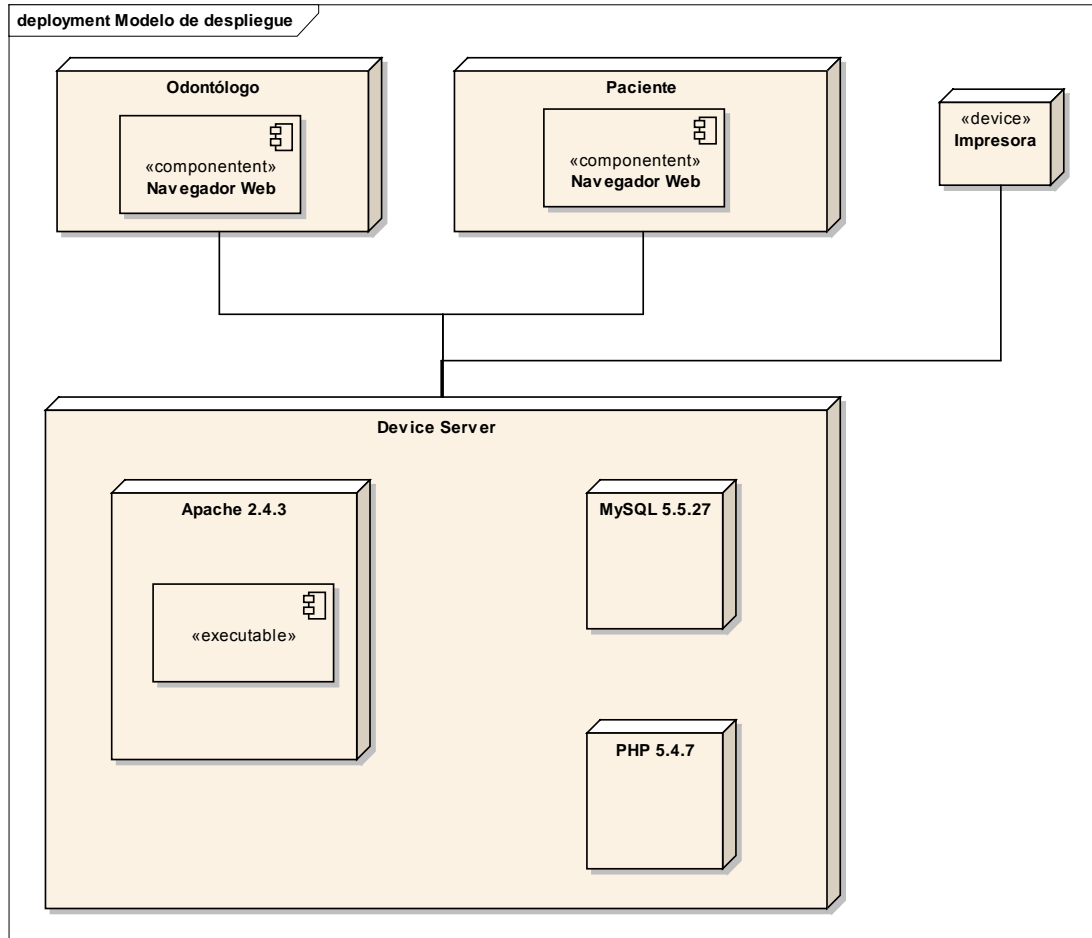 deployment Modelo de despliegue
Odontólogo
«componentent»
Navegador Web
Paciente
«componentent»
Navegador Web
«device»
Impresora
Device Server
Apache 2.4.3
«executable»
MySQL 5.5.27
PHP 5.4.7